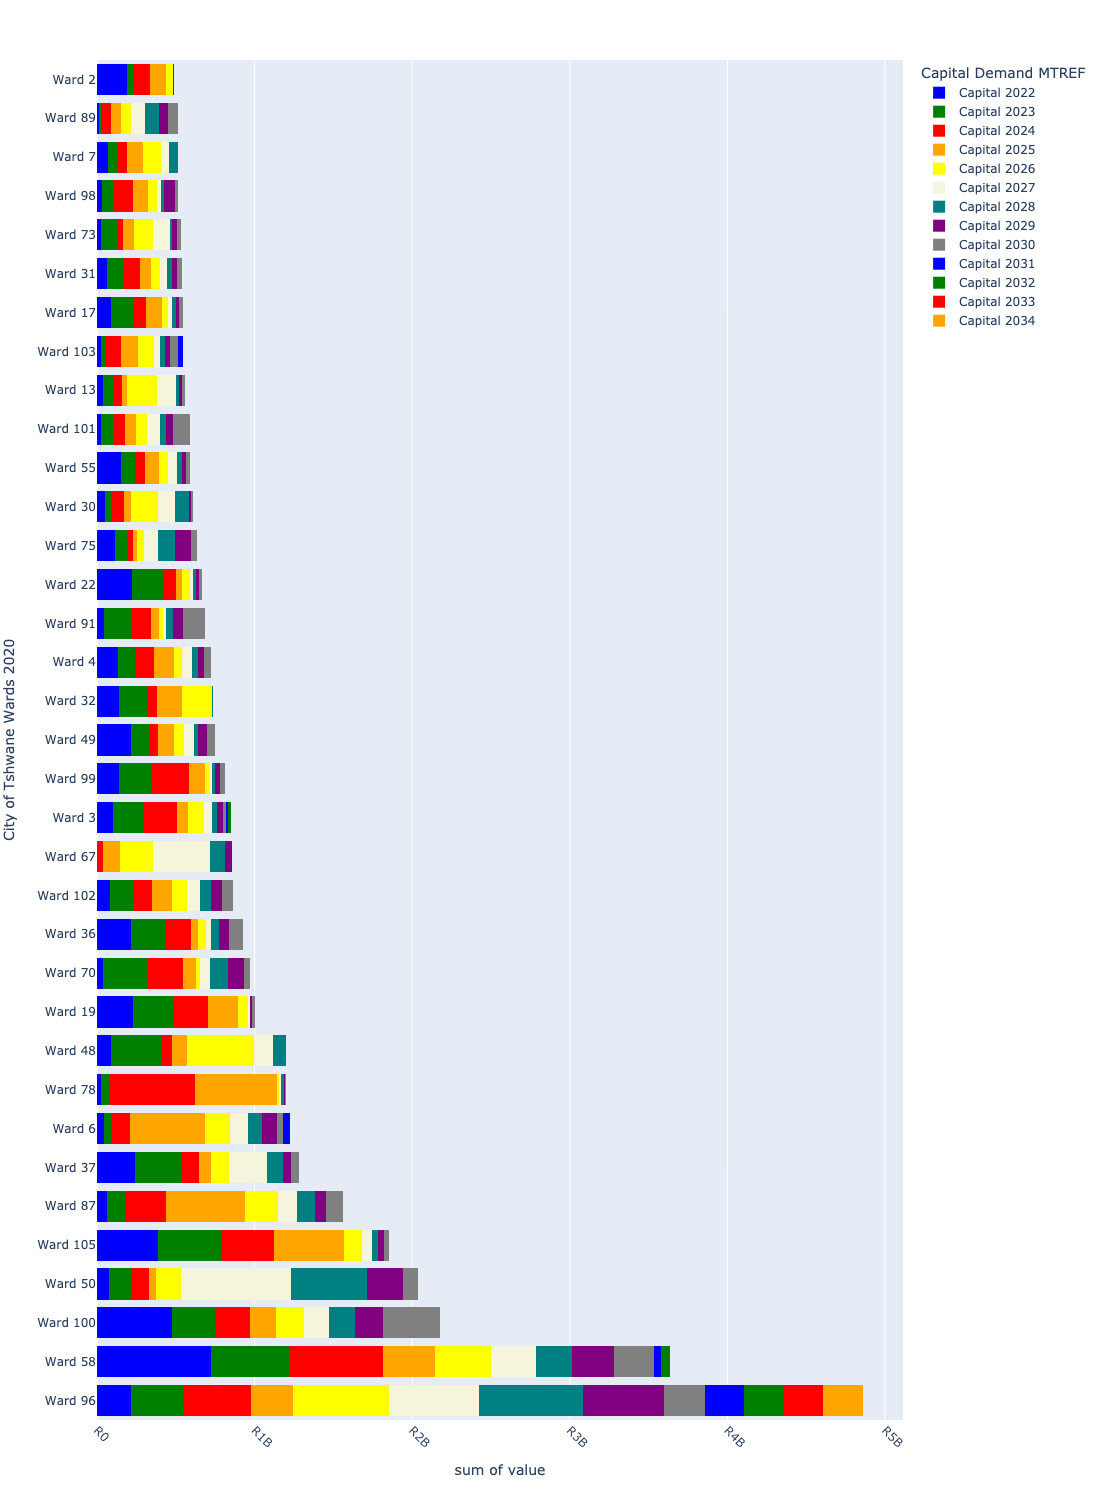 Capital Demand MTREF
Capital 2022
Capital 2023
Capital 2024
Capital 2025
Capital 2026
Capital 2027
Capital 2028
Capital 2029
Capital 2030
Capital 2031
Capital 2032
Capital 2033
Capital 2034
City of Tshwane Wards 2020
Ward 2
Ward 89
Ward 7
Ward 98
Ward 73
Ward 31
Ward 17
Ward 103
Ward 13
Ward 101
Ward 55
Ward 30
Ward 75
Ward 22
Ward 91
Ward 4
Ward 32
Ward 49
Ward 99
Ward 3
Ward 67
Ward 102
Ward 36
Ward 70
Ward 19
Ward 48
Ward 78
Ward 6
Ward 37
Ward 87
Ward 105
Ward 50
Ward 100
Ward 58
Ward 96
R0
R1B
R2B
R3B
R4B
R5B
sum of value